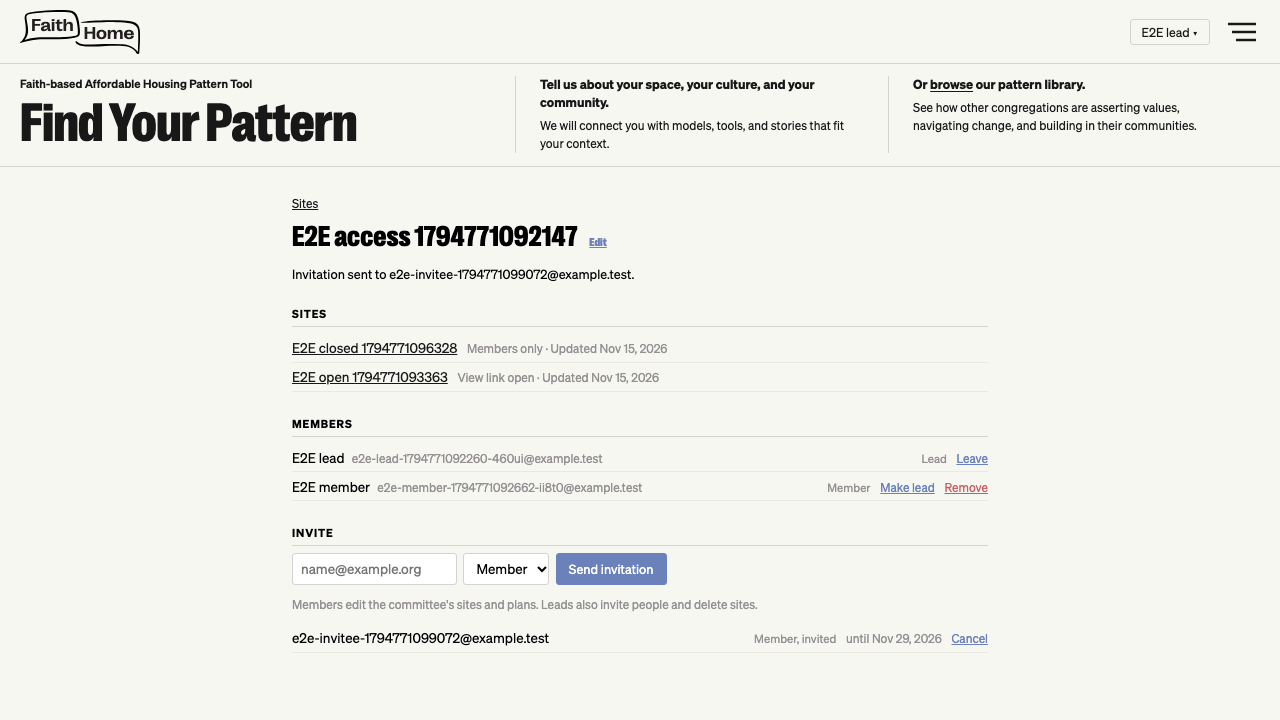 Faith
Home
E2E lead ▾
Faith-based Affordable Housing Pattern Tool
Find Your Pattern
Tell us about your space, your culture, and your
community.
We will connect you with models, tools, and stories that fit
your context.
Or browse our pattern library.
See how other congregations are asserting values,
navigating change, and building in their communities.
Sites
E2E access 1794771092147 Edit
Invitation sent to e2e-invitee-1794771099072@example.test.
SITES
E2E closed 1794771096328 Members only · Updated Nov 15, 2026
E2E open 1794771093363 View link open · Updated Nov 15, 2026
MEMBERS
E2E lead e2e-lead-1794771092260-460ui@example.test Lead Leave
E2E member e2e-member-1794771092662-ii8t0@example.test Member Make lead Remove
INVITE
name@example.org Member Send invitation
Members edit the committee's sites and plans. Leads also invite people and delete sites.
e2e-invitee-1794771099072@example.test Member, invited until Nov 29, 2026 Cancel